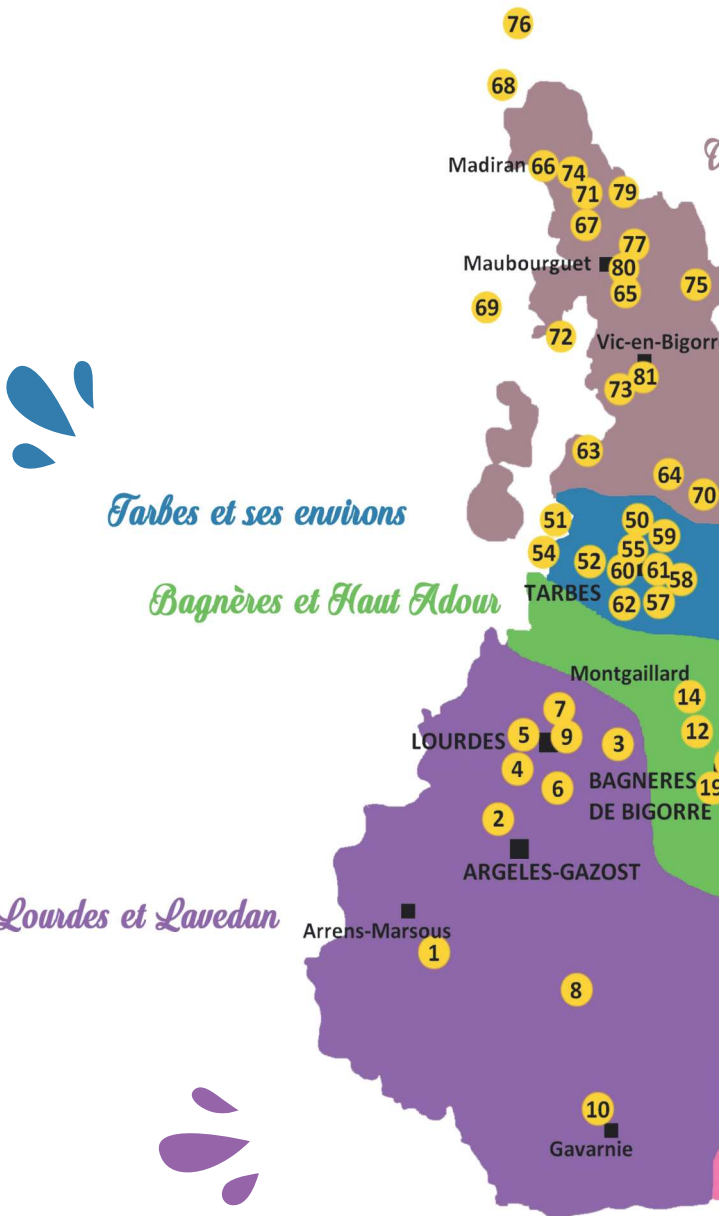 76
68
Madiran 66 74
71 79
67
77
Maubourguet 80
65 75
69
72
Vic-en-Bigorr
81
73
63
64
70
Tarbes et ses environs
51 50
59
54 55
52 60 61
58
TARBES
62 57
Bagnères et Haut Adour
Montgaillard
14
7
12
LOURDES 5 9 3
4
BAGNERES 19
6
DE BIGORRE
2
ARGELES-GAZOST
Lourdes et Lavedan
Arrens-Marsous
1
8
10
Gavarnie